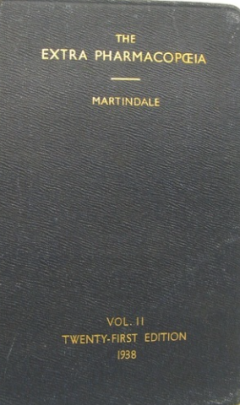 THE
EXTRA PHARMACOPŒIA
MARTINDALE
VOL. II
TWENTY-FIRST EDITION
1938